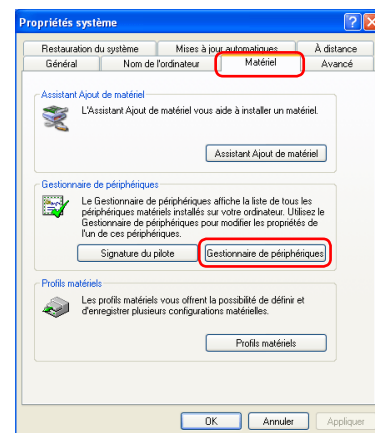 Propriétés système
Restauration du système Mises à jour automatiques À distance
Général Nom de l'ordinateur Matériel Avancé
Assistant Ajout de matériel
L'Assistant Ajout de matériel vous aide à installer un matériel.
Assistant Ajout de matériel
Gestionnaire de périphériques
Le Gestionnaire de périphériques affiche la liste de tous les
périphériques matériels installés sur votre ordinateur. Utilisez le
Gestionnaire de périphériques pour modifier les propriétés de
l'un de ces périphériques.
Signature du pilote Gestionnaire de périphériques
Profils matériels
Les profils matériels vous offrent la possibilité de définir et
d'enregistrer plusieurs configurations matérielles.
Profils matériels
OK Annuler Appliquer